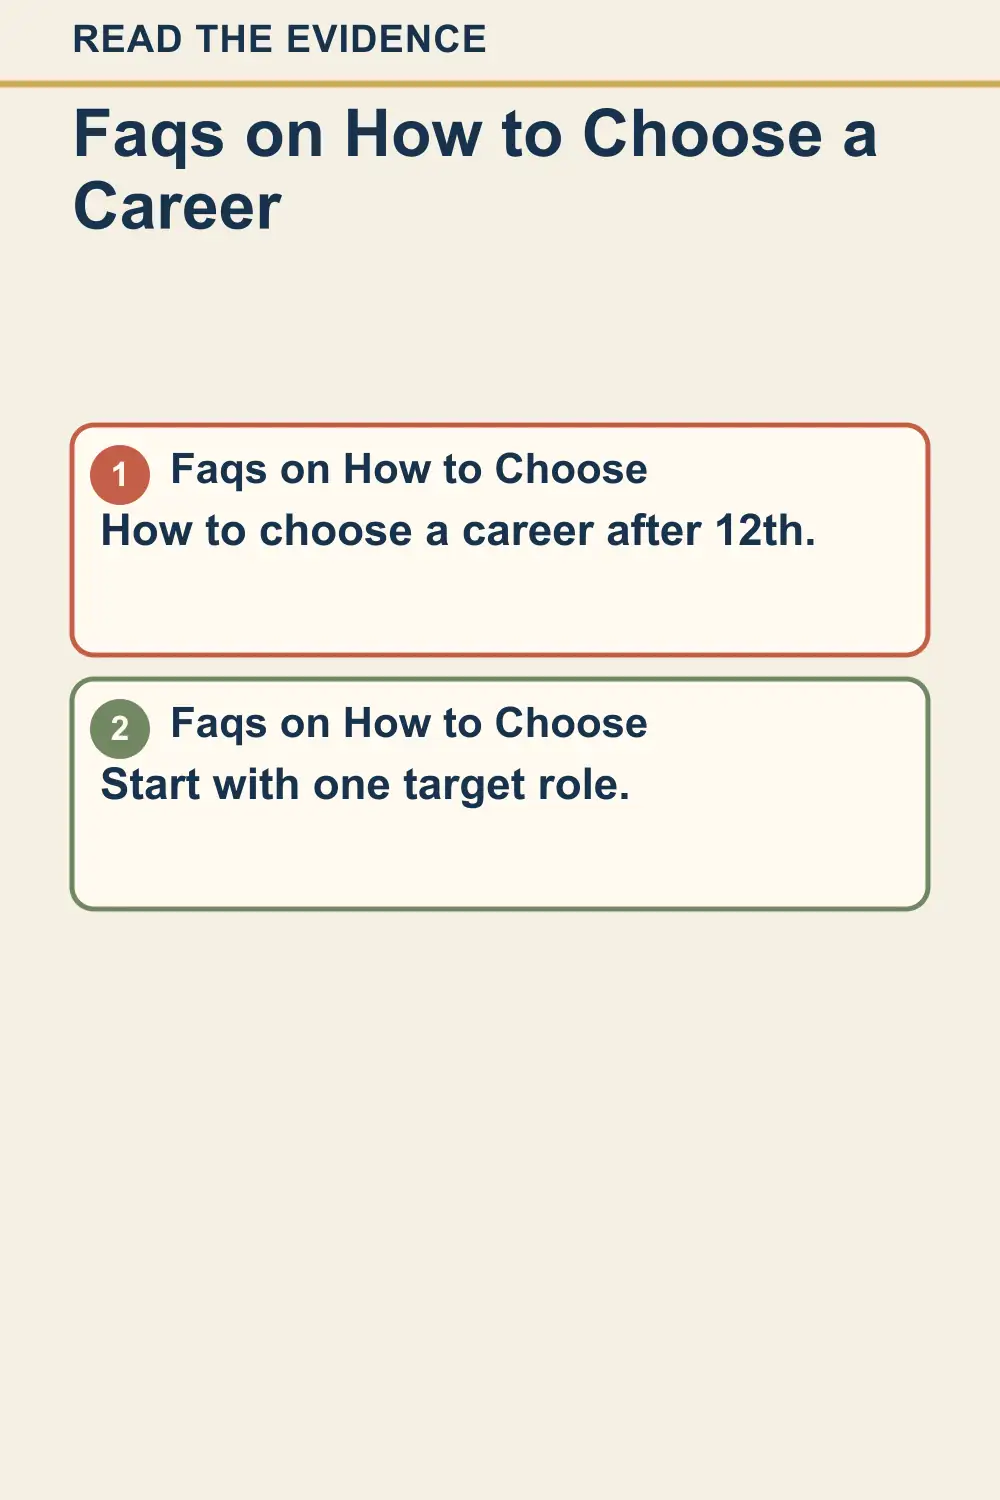 READ THE EVIDENCE
Faqs on How to Choose a
Career
1 Faqs on How to Choose
How to choose a career after 12th.
2 Faqs on How to Choose
Start with one target role.